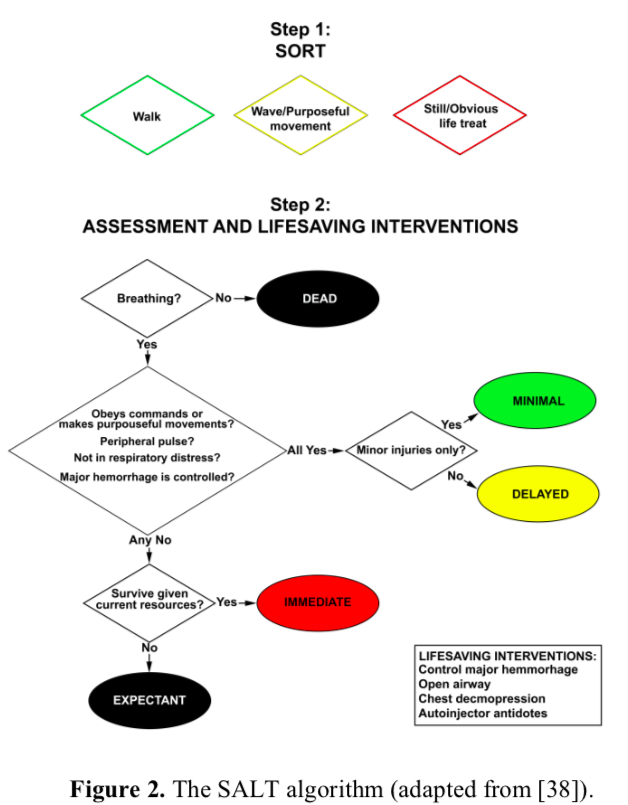 Step 1:
SORT
Walk
Wave/Purposeful
movement
Still/Obvious
life treat
Step 2:
ASSESSMENT AND LIFESAVING INTERVENTIONS
Breathing?
No
DEAD
Yes
Obeys commands or
makes purpouseful movements?
Peripheral pulse?
Not in respiratory distress?
Major hemorrhage is controlled?
All Yes
Minor injuries only?
Yes
MINIMAL
No
DELAYED
Any No
Survive given
current resources?
Yes
IMMEDIATE
No
EXPECTANT
LIFESAVING INTERVENTIONS:
Control major hemmorhage
Open airway
Chest decmopression
Autoinjector antidotes
Figure 2. The SALT algorithm (adapted from [38]).